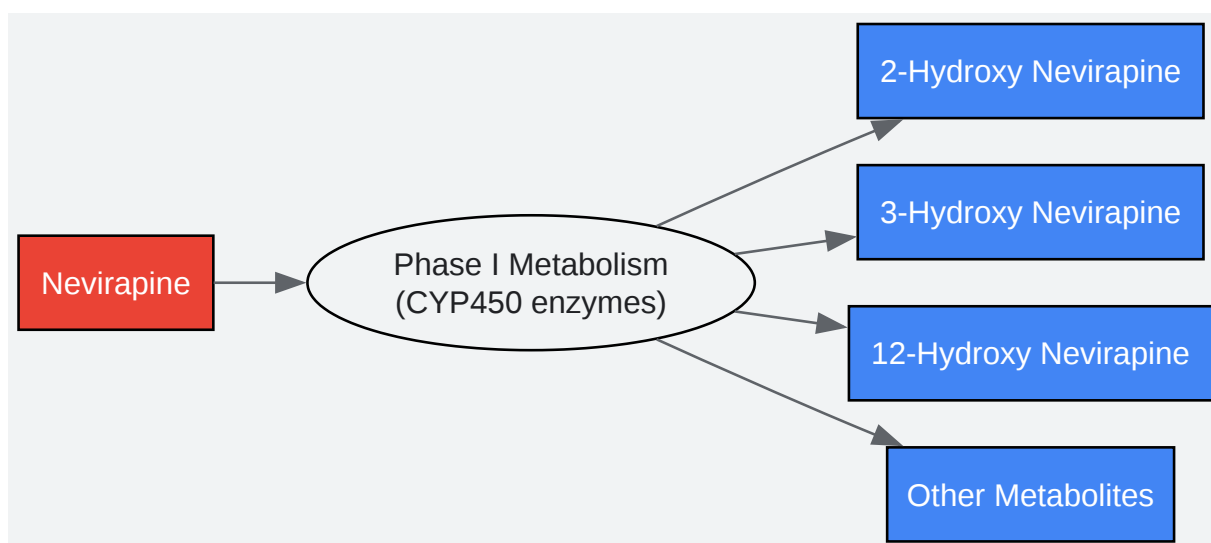 Nevirapine
Phase I Metabolism
(CYP450 enzymes)
2-Hydroxy Nevirapine
3-Hydroxy Nevirapine
12-Hydroxy Nevirapine
Other Metabolites